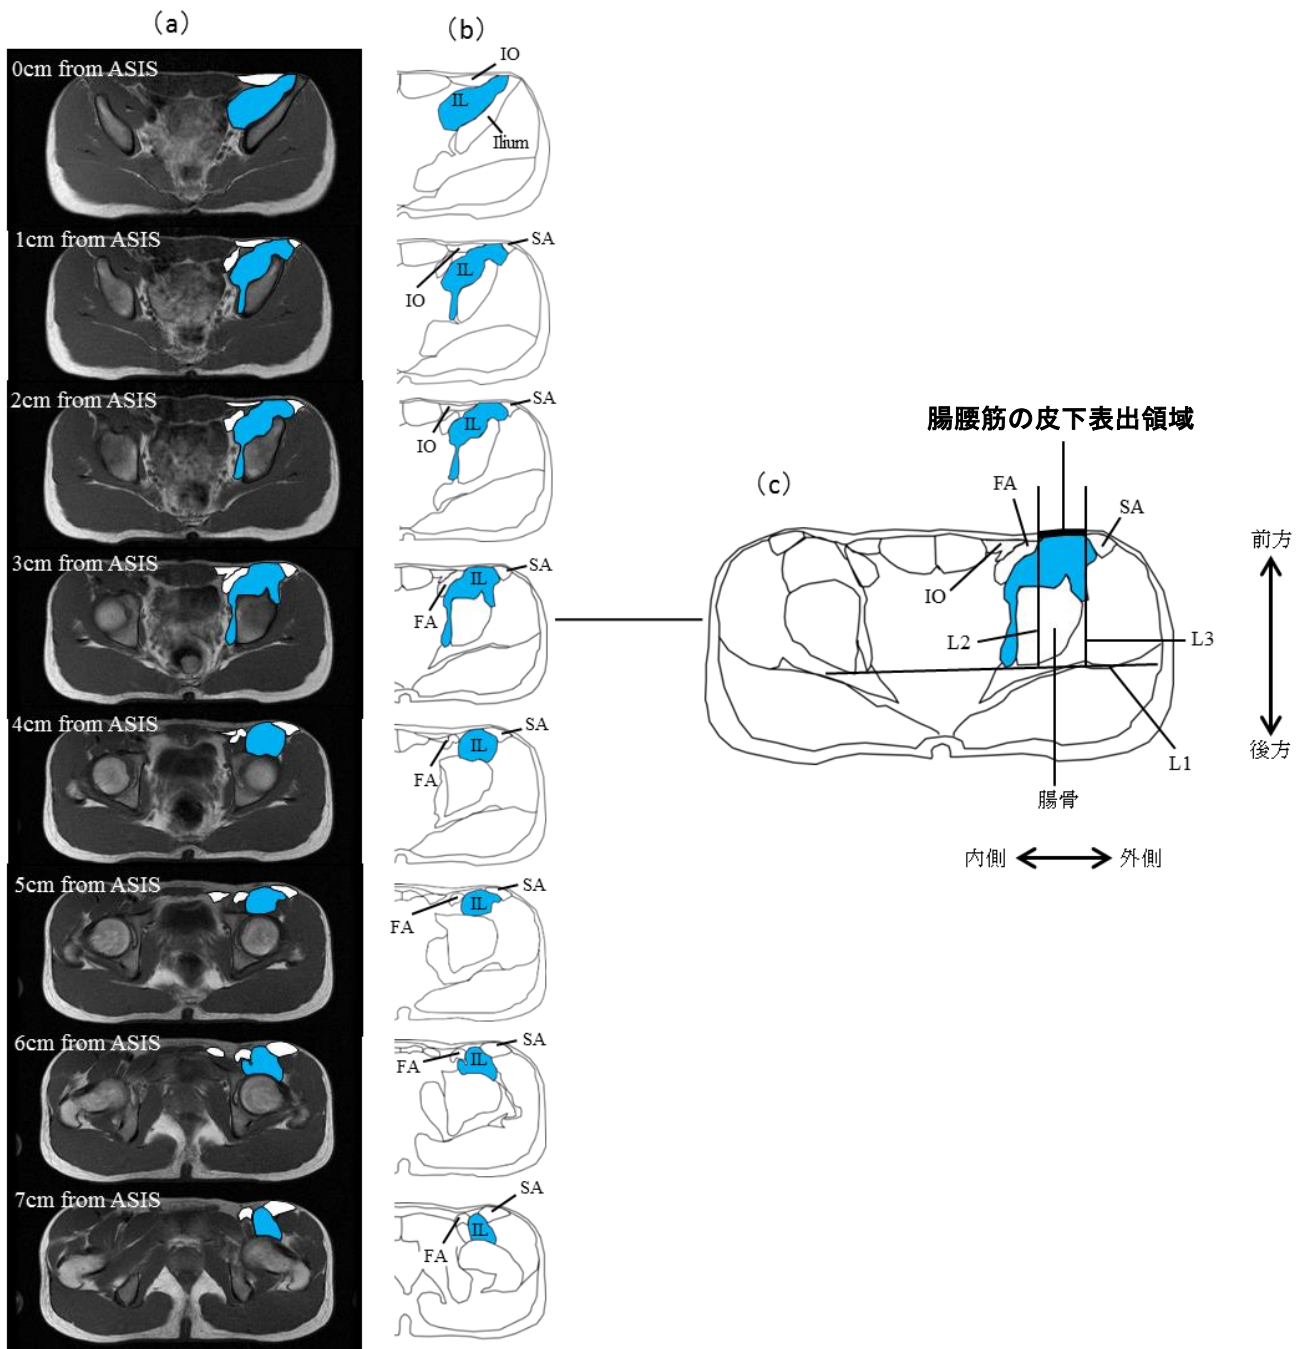 (a)
0cm from ASIS
1cm from ASIS
2cm from ASIS
3cm from ASIS
4cm from ASIS
5cm from ASIS
6cm from ASIS
7cm from ASIS
(b)
IO
IL
Ilium
SA
IL
IO
SA
IL
IO
SA
IL
FA
SA
IL
FA
SA
IL
FA
SA
IL
FA
SA
IL
FA
腸腰筋の皮下表出領域
(c)
FA
SA
IO
L2
L3
L1
腸骨
前方
後方
内側
外側